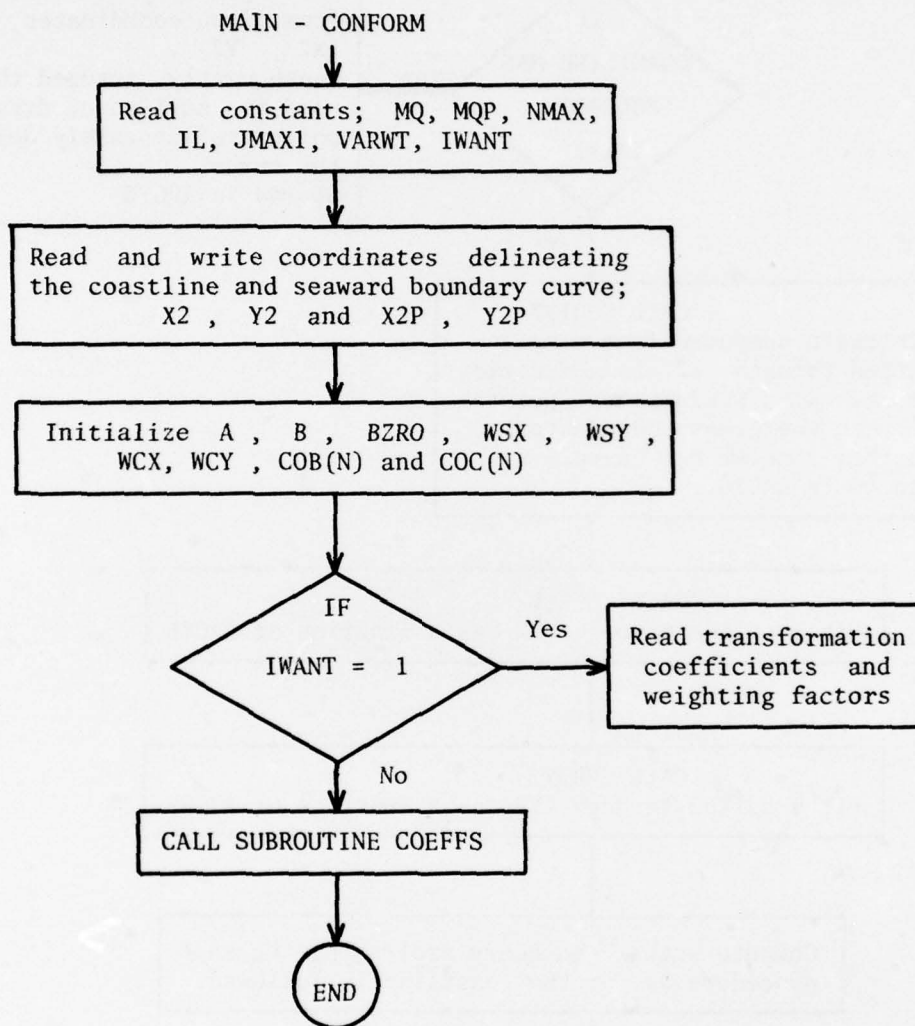 MAIN - CONFORM
Read constants; MQ, MQP, NMAX,
IL, JMAX1, VARWT, IWANT
Read and write coordinates delineating
the coastline and seaward boundary curve;
X2 , Y2 and X2P , Y2P
Initialize A , B , BZRO , WSX , WSY ,
WCX, WCY , COB(N) and COC(N)
IF
IWANT = 1
Yes
Read transformation
coefficients and
weighting factors
No
CALL SUBROUTINE COEFFS
END